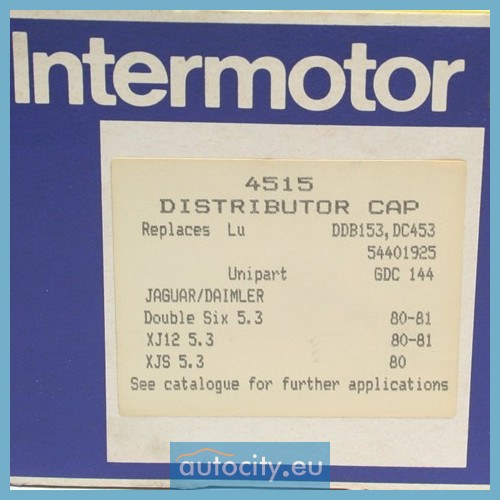 Intermotor
4515
DISTRIBUTOR CAP
Replaces Lu DDB153,DC453
54401925
Unipart GDC 144
JAGUAR/DAIMLER
Double Six 5.3 80-81
XJ12 5.3 80-81
XJS 5.3 80
See catalogue for further applications
autocity.eu